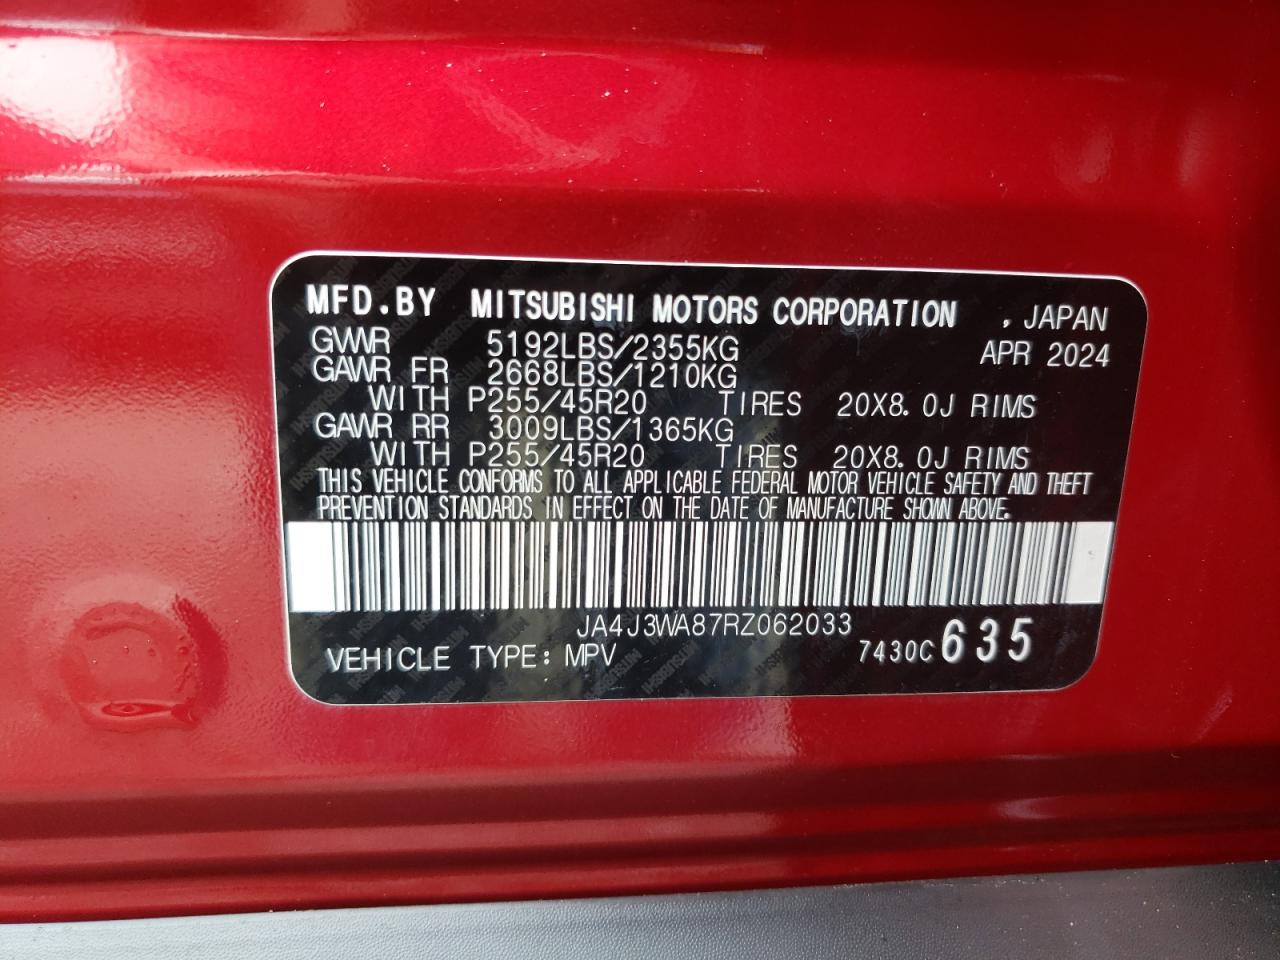 MFD.BY MITSUBISHI MOTORS CORPORATION , JAPAN
GVWR 5192LBS/2355KG APR 2024
GAWR FR 2668LBS/1210KG
WITH P255/45R20 TIRES 20X8.0J RIMS
GAWR RR 3009LBS/1365KG
WITH P255/45R20 TIRES 20X8.0J RIMS
THIS VEHICLE CONFORMS TO ALL APPLICABLE FEDERAL MOTOR VEHICLE SAFETY AND THEFT
PREVENTION STANDARDS IN EFFECT ON THE DATE OF MANUFACTURE SHOWN ABOVE.
JA4J3WA87RZ062033
VEHICLE TYPE: MPV 7430C 635